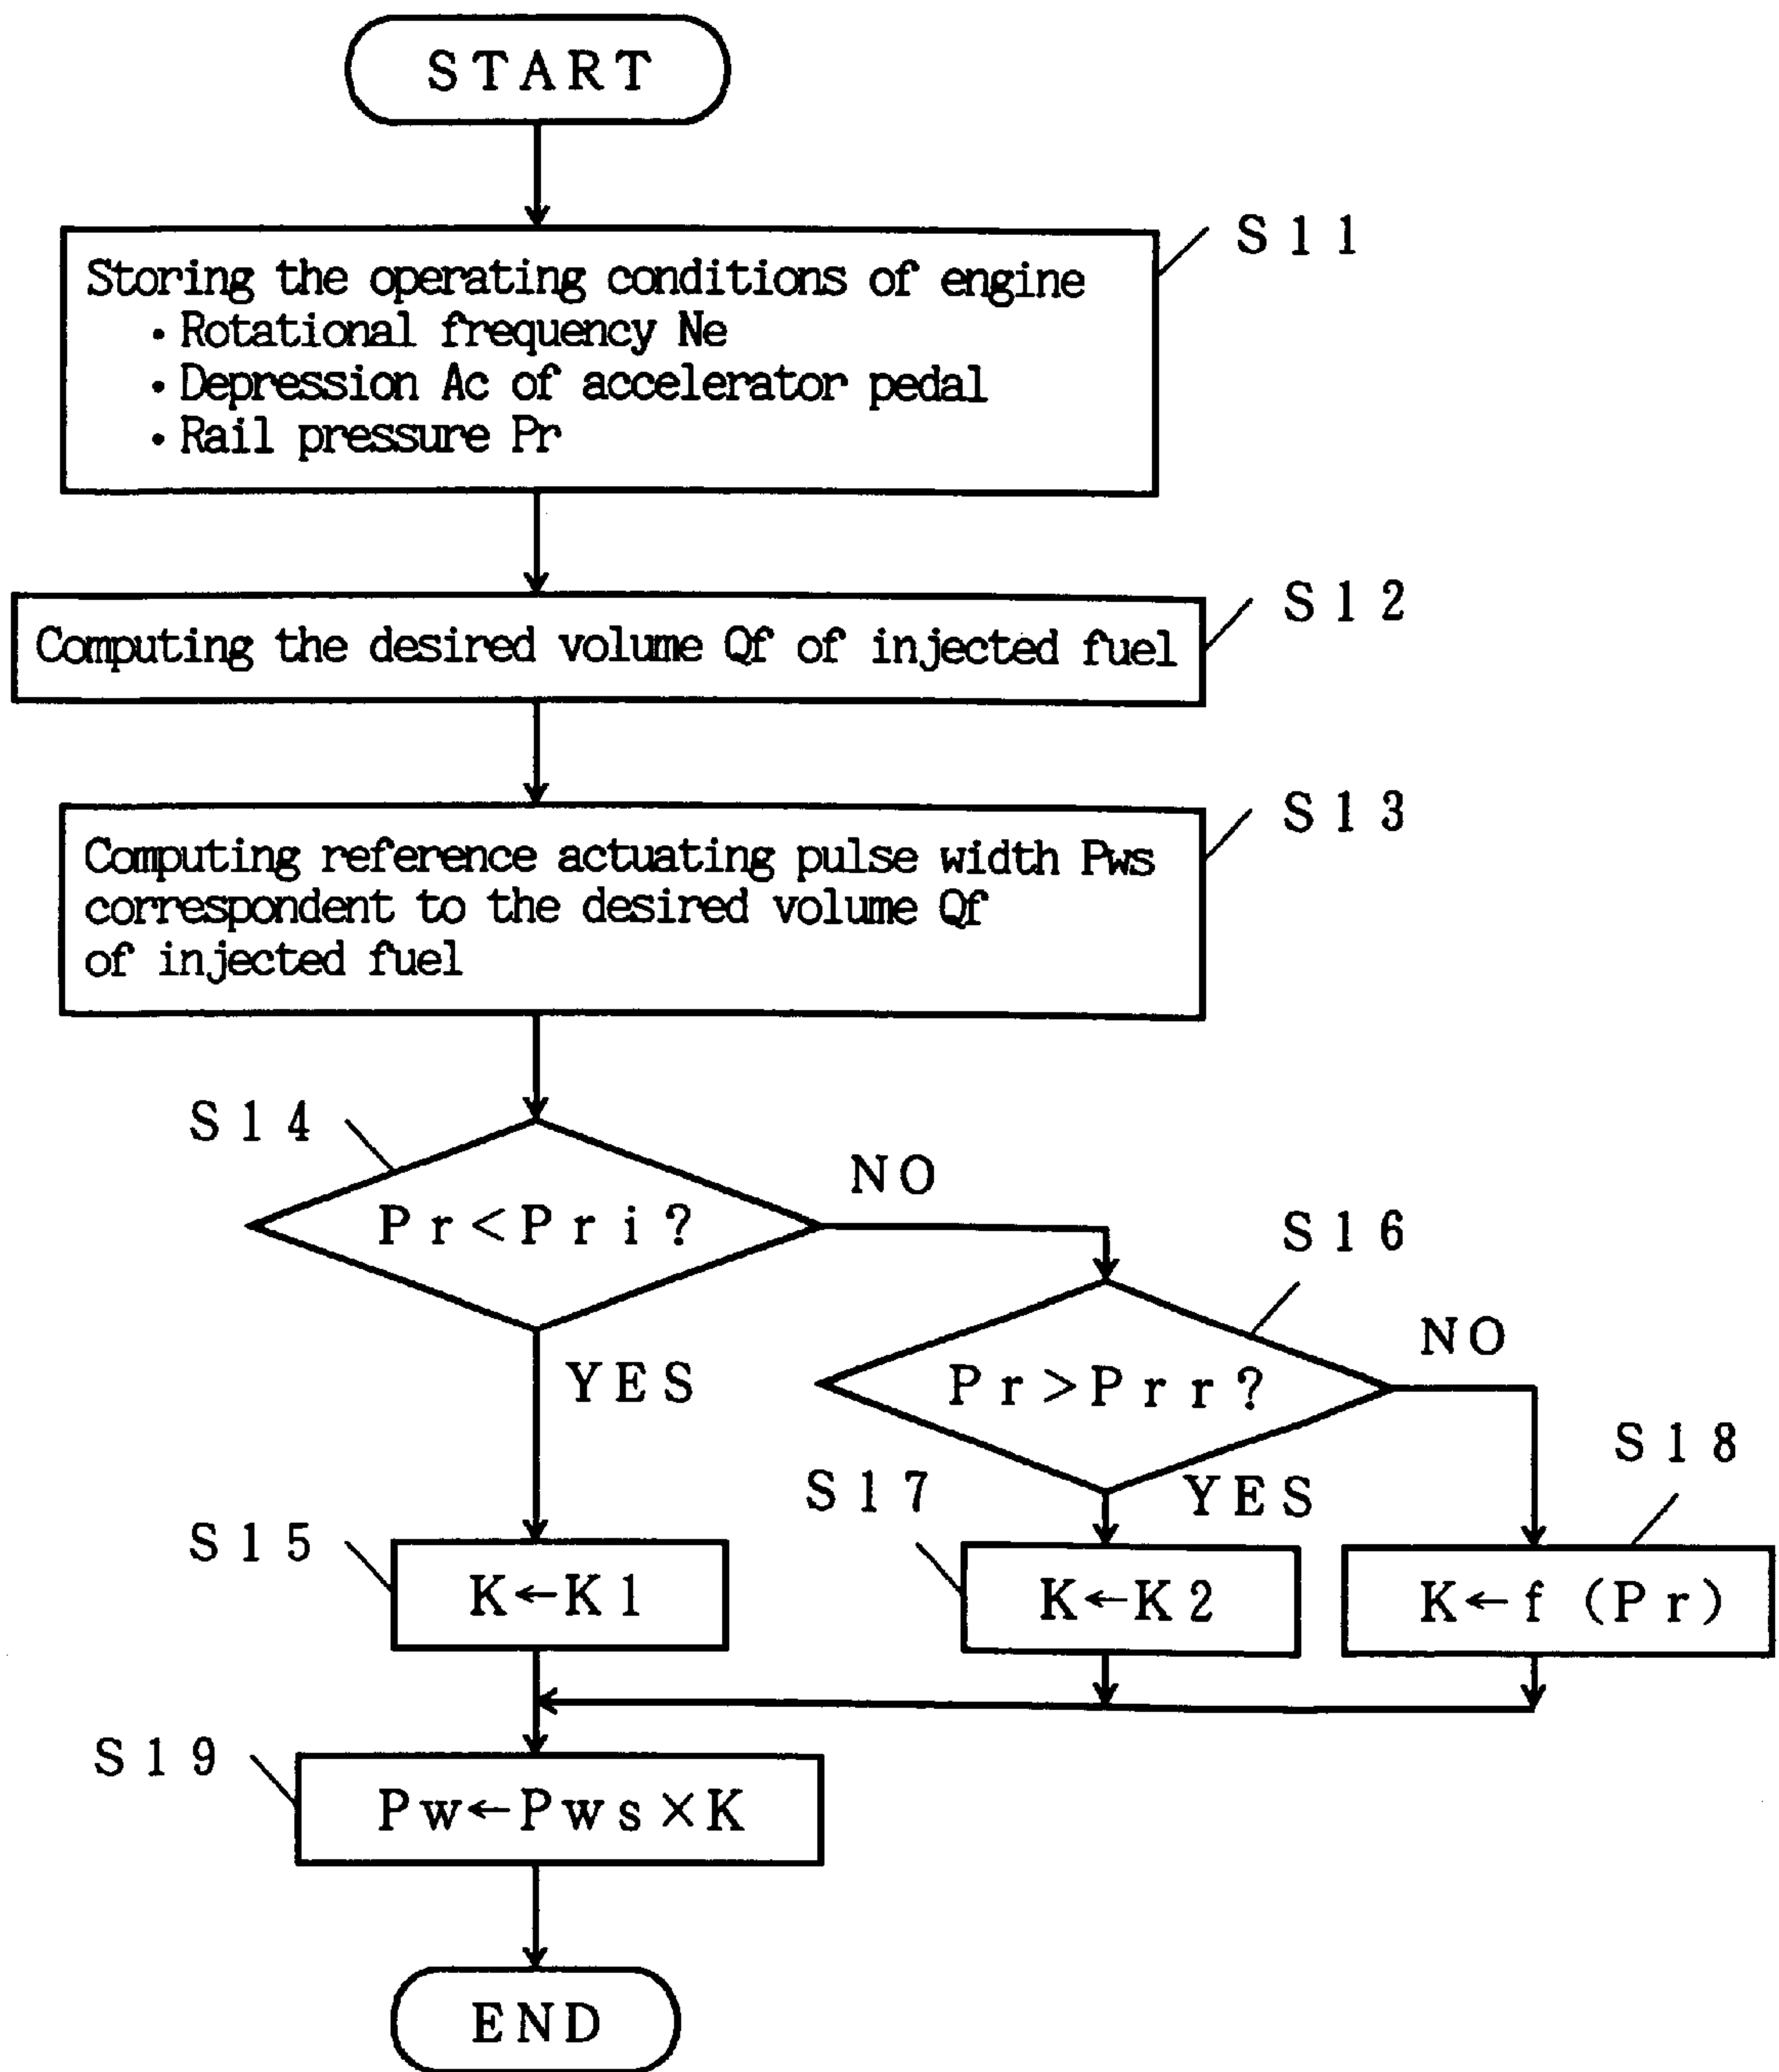 START
S11
Storing the operating conditions of engine
・Rotational frequency Ne
・Depression Ac of accelerator pedal
・Rail pressure Pr
S12
Computing the desired volume Qf of injected fuel
S13
Computing reference actuating pulse width Pws
correspondent to the desired volume Qf
of injected fuel
S14
Pr<Pri?
NO
YES
S16
Pr>Prr?
NO
YES
S15
K←K1
S17
K←K2
S18
K←f (Pr)
S19
Pw←Pws×K
END